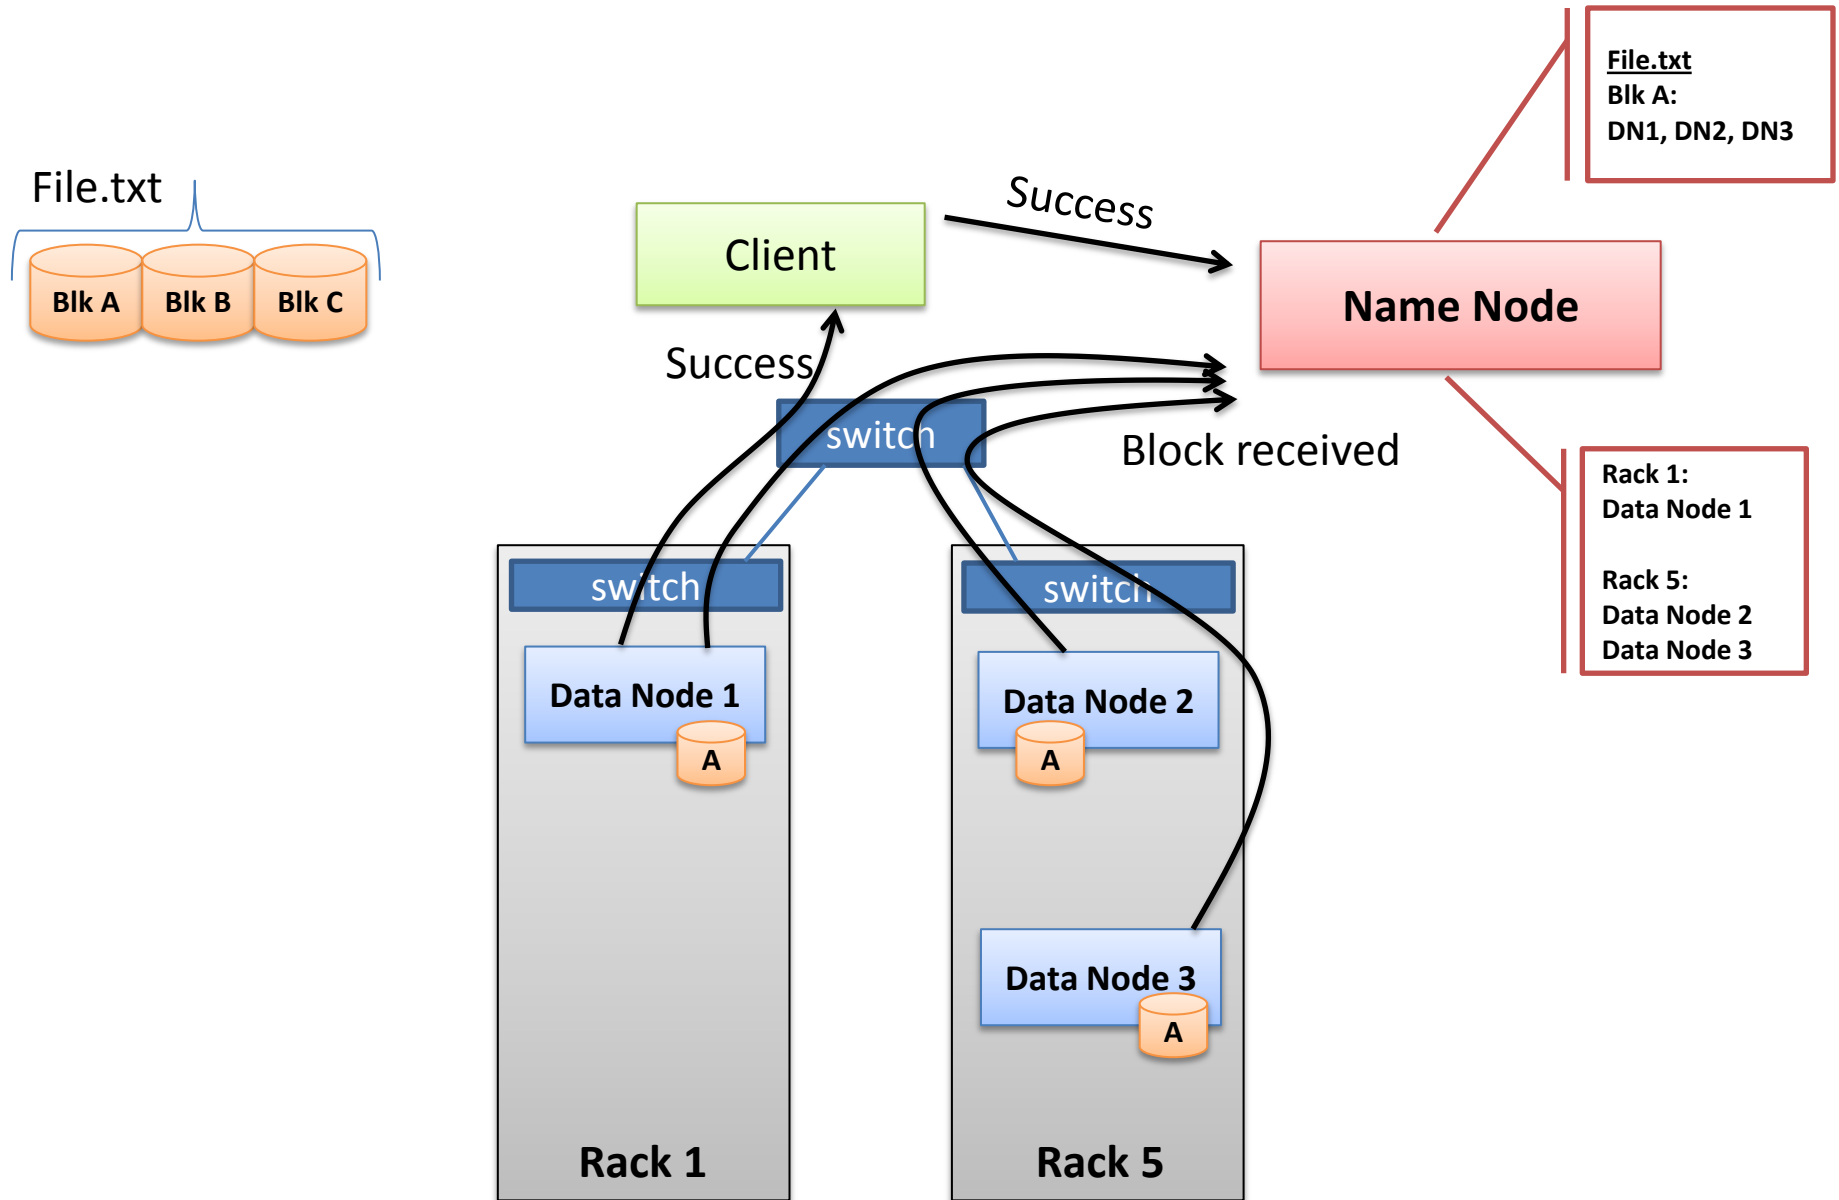 File.txt
Blk A:
DN1, DN2, DN3
File.txt
Blk A
Blk B
Blk C
Client
Success
Name Node
Success
switch
Block received
Rack 1:
Data Node 1
Rack 5:
Data Node 2
Data Node 3
switch
switch
Data Node 1
A
Data Node 2
A
Data Node 3
A
Rack 1
Rack 5